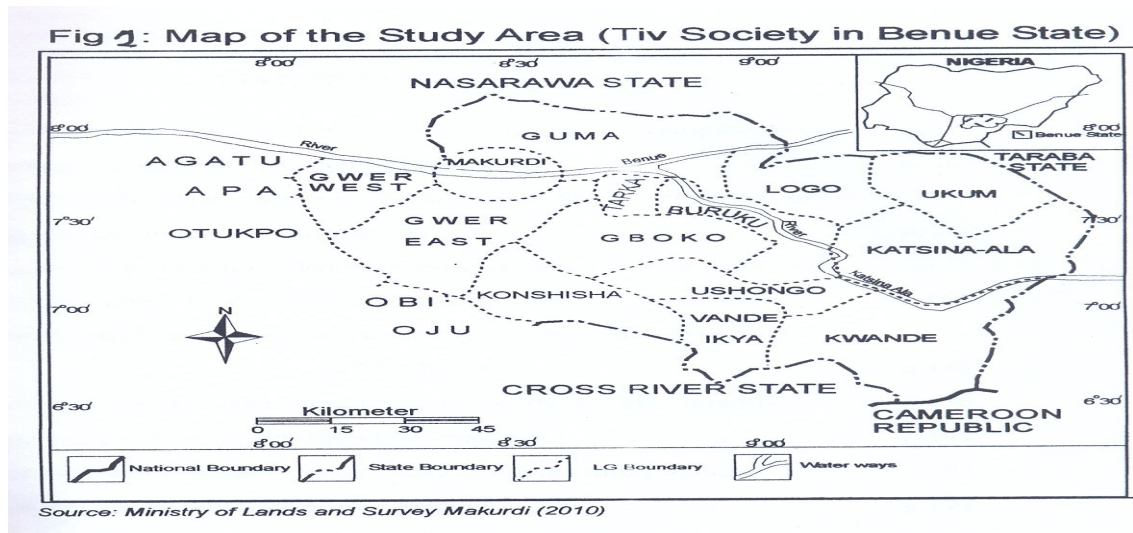 Fig 2: Map of the Study Area (Tiv Society in Benue State)
8°00' 8°30' 9°00'
NIGERIA
Benue State
NASARAWA STATE
8°00' 8°00'
GUMA
River
MAKURDI
Benue
TARABA
STATE
AGATU
GWER
WEST
APA
TARKA
LOGO
UKUM
7°30' 7°30'
GWER
EAST
BURUKU
River
OTUKPO
GBOKO
KATSINA-ALA
Katsina Ala
OBI
KONSHISHA
USHONGO
7°00' 7°00'
N
OJU
VANDE
IKYA
KWANDE
CROSS RIVER STATE
6°30' 6°30'
CAMEROON
REPUBLIC
Kilometer
0 15 30 45
8°00' 8°30' 9°00'
National Boundary State Boundary LG Boundary Water ways
Source: Ministry of Lands and Survey Makurdi (2010)